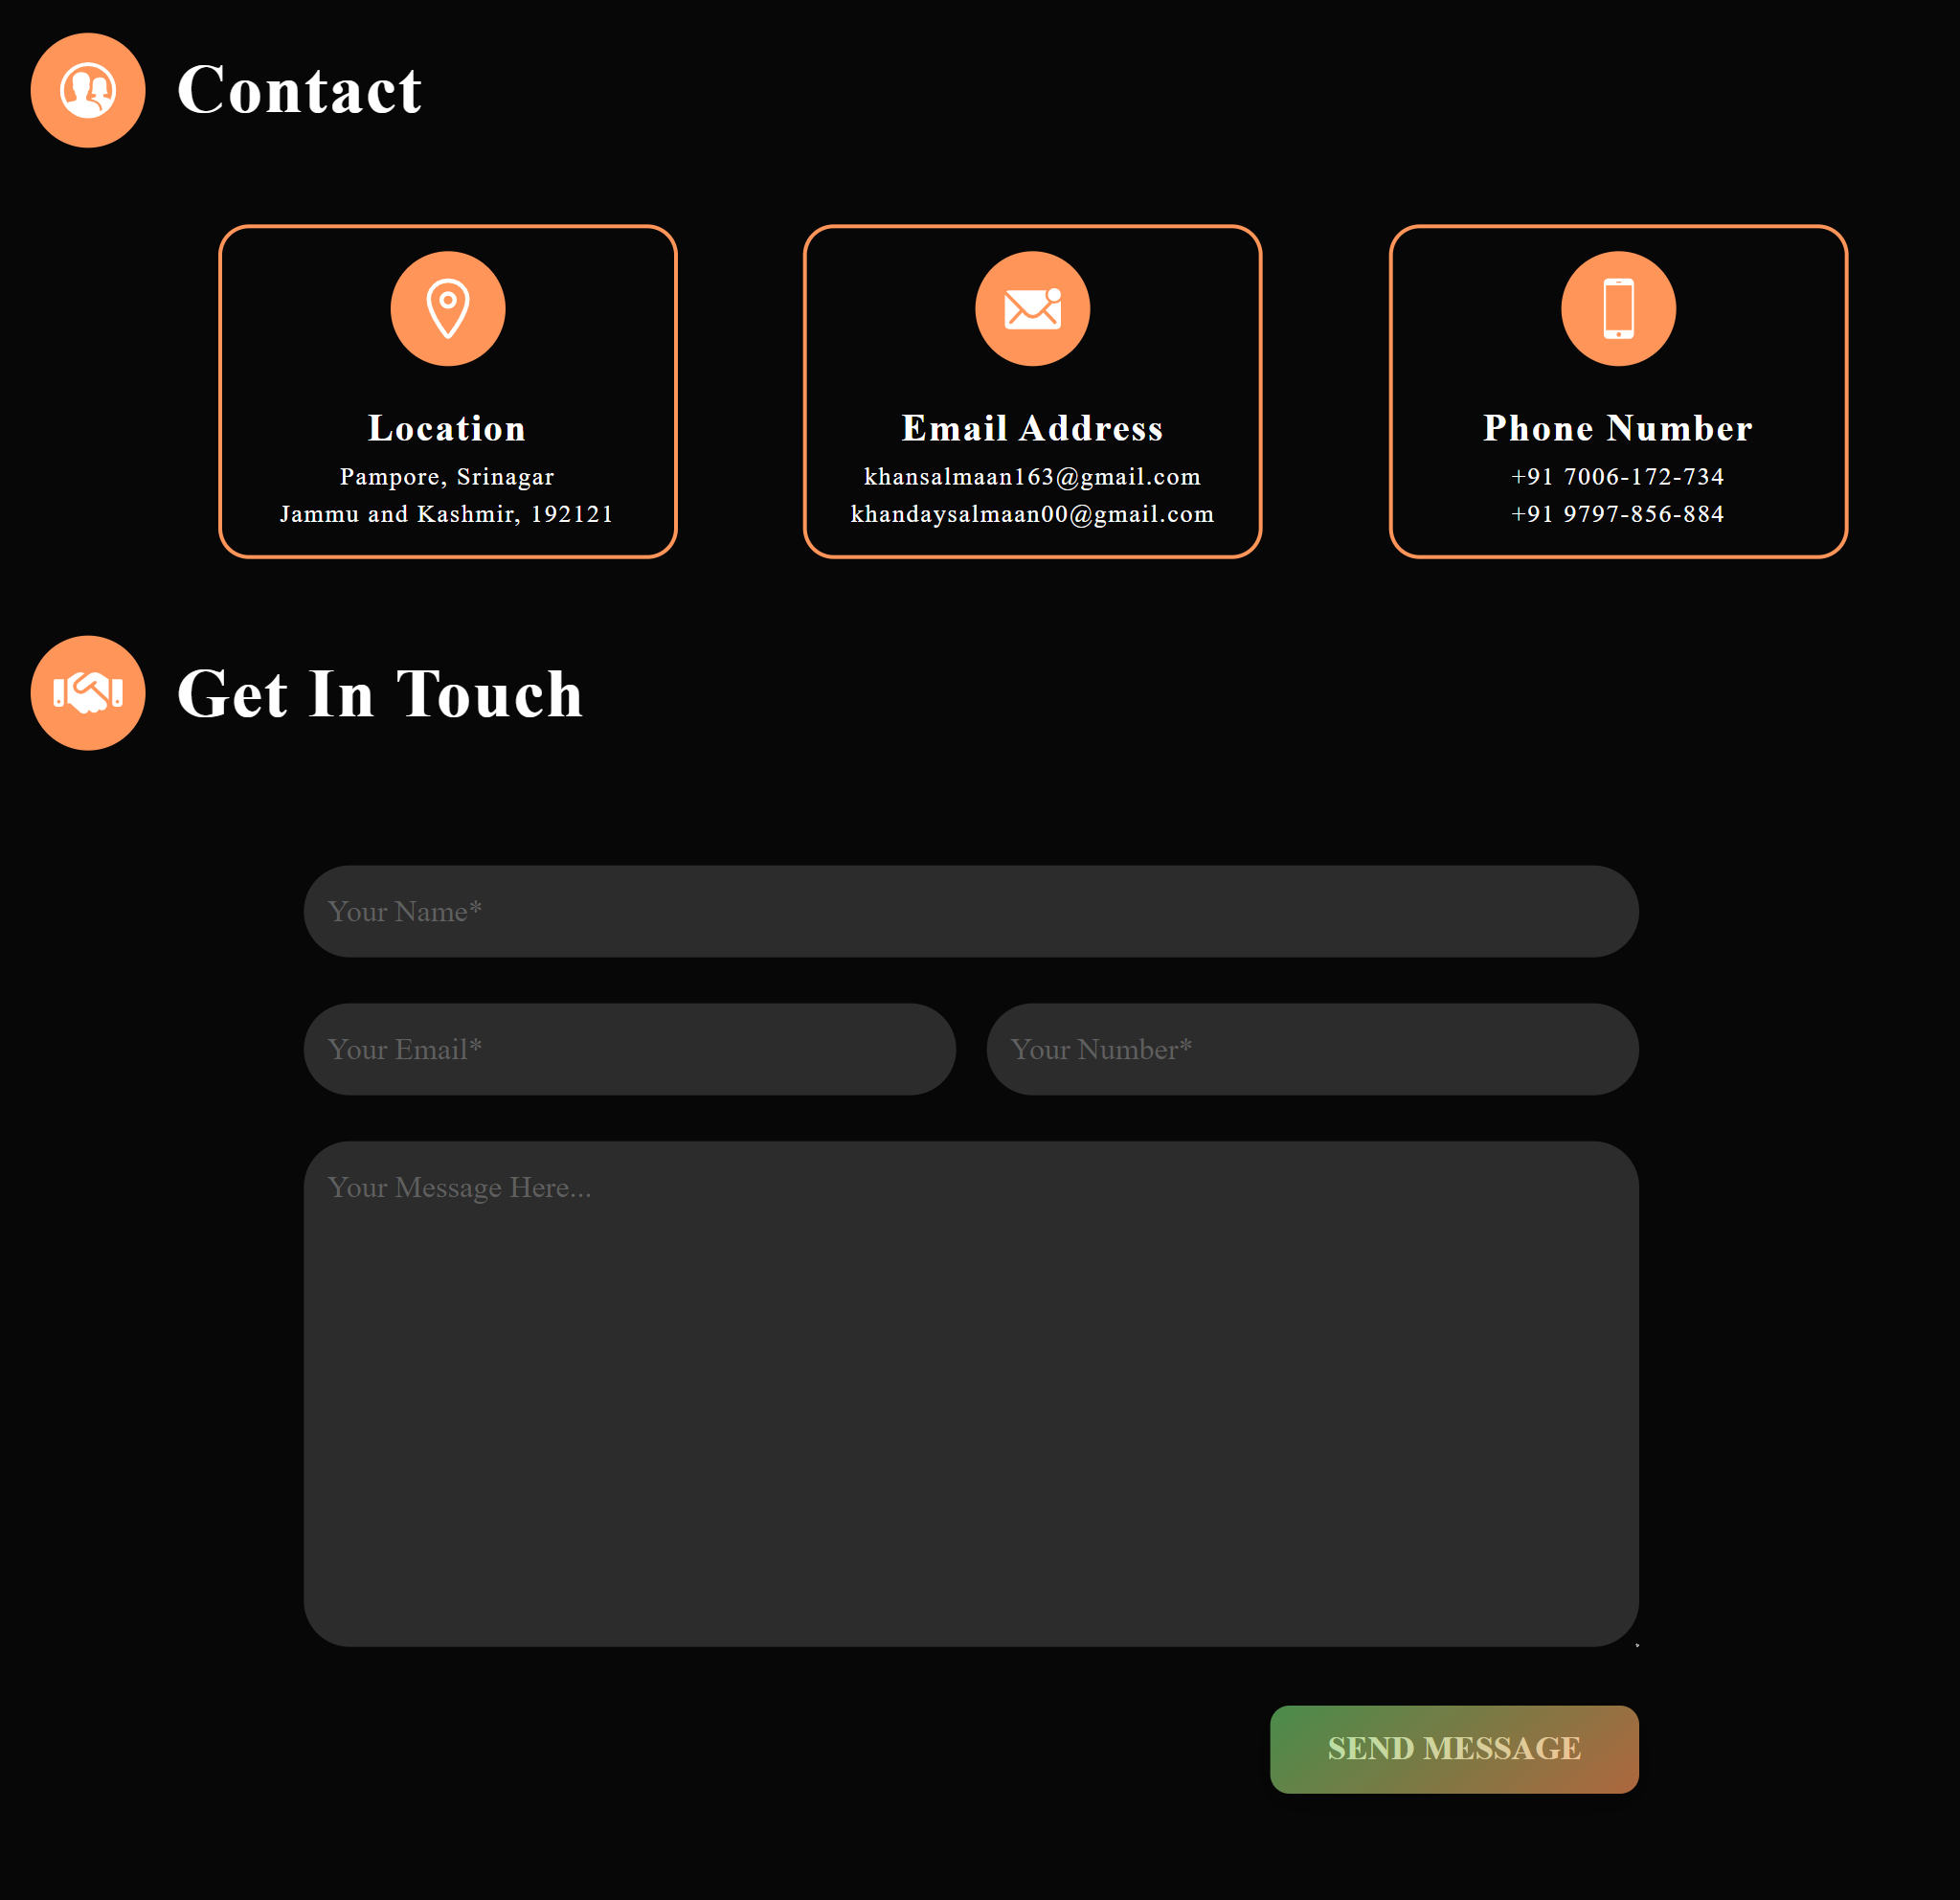 Contact
Location
Pampore, Srinagar
Jammu and Kashmir, 192121
Email Address
khansalmaan163@gmail.com
khandaysalmaan00@gmail.com
Phone Number
+91 7006-172-734
+91 9797-856-884
Get In Touch
Your Name*
Your Email*
Your Number*
Your Message Here...
SEND MESSAGE